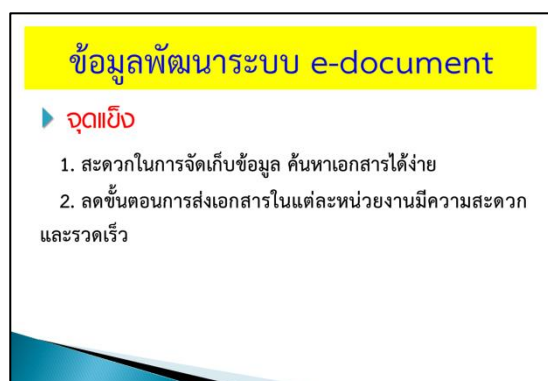 ข้อมูลพัฒนาระบบ e-document
จุดแข็ง
1. สะดวกในการจัดเก็บข้อมูล ค้นหาเอกสารได้ง่าย
2. ลดขั้นตอนการส่งเอกสารในแต่ละหน่วยงานมีความสะดวก
และรวดเร็ว